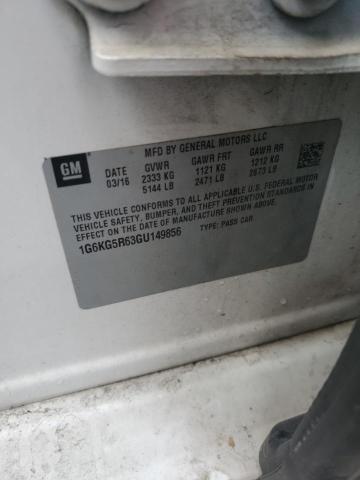 MFD BY GENERAL MOTORS LLC
GM DATE GVWR GAWR FRT GAWR RR
03/16 2333 KG 1121 KG 1212 KG
5144 LB 2471 LB 2673 LB
THIS VEHICLE CONFORMS TO ALL APPLICABLE U.S. FEDERAL MOTOR
VEHICLE SAFETY, BUMPER, AND THEFT PREVENTION STANDARDS IN
EFFECT ON THE DATE OF MANUFACTURE SHOWN ABOVE.
1G6KG5R63GU149856 TYPE: PASS CAR